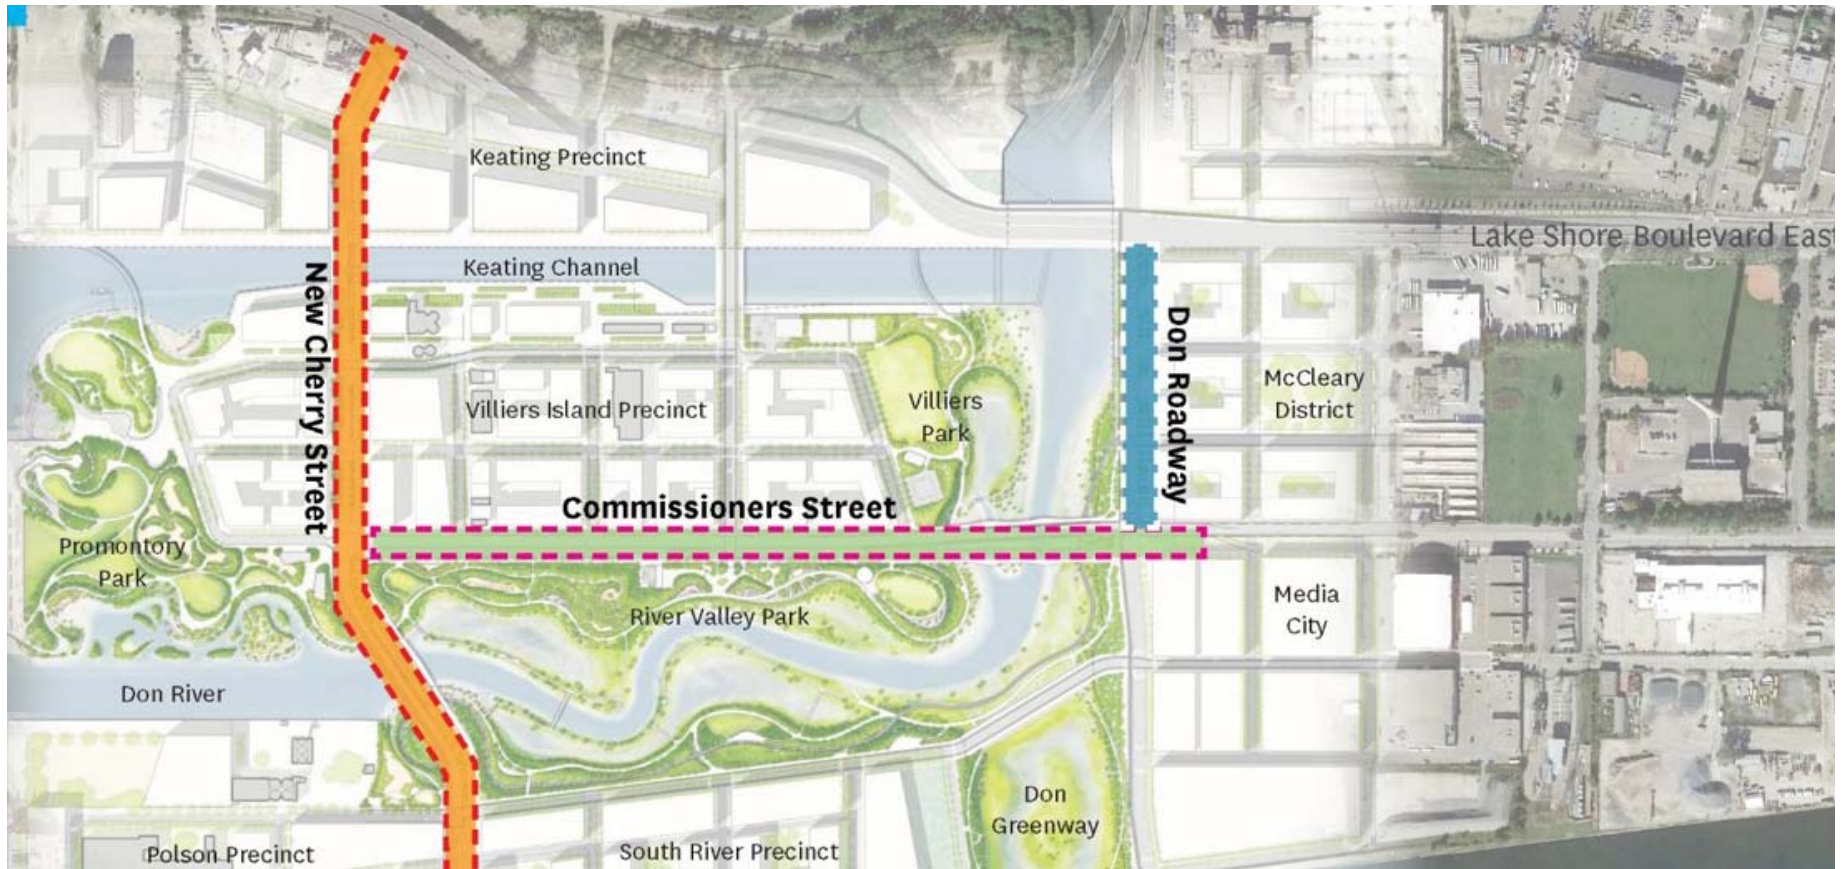 Keating Precinct
Lake Shore Boulevard East
Keating Channel
New Cherry Street
Don Roadway
McCleary
District
Villiers Island Precinct
Villiers
Park
Commissioners Street
Promontory
Park
River Valley Park
Media
City
Don River
Don
Greenway
Polson Precinct
South River Precinct